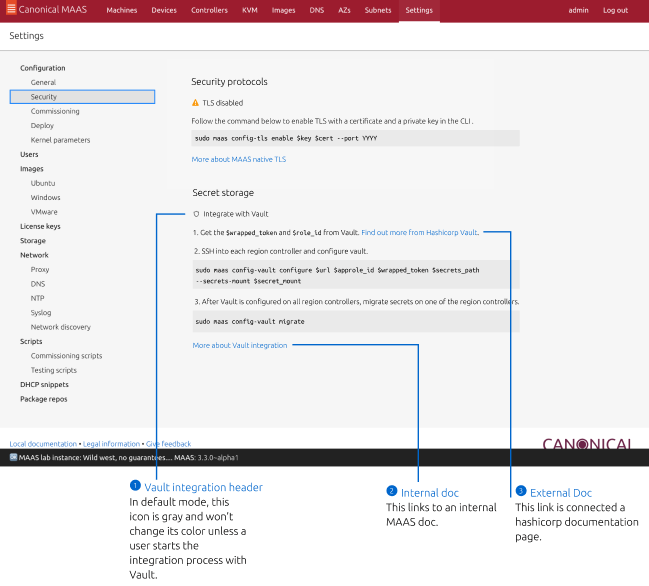 Canonical MAAS Machines Devices Controllers KVM Images DNS AZs Subnets Settings admin Log out
Settings
Configuration
General
Security
Commissioning
Deploy
Kernel parameters
Users
Images
Ubuntu
Windows
VMware
License keys
Storage
Network
Proxy
DNS
NTP
Syslog
Network discovery
Scripts
Commissioning scripts
Testing scripts
DHCP snippets
Package repos
Security protocols
TLS disabled
Follow the command below to enable TLS with a certificate and a private key in the CLI .
sudo maas config-tls enable $key $cert --port YYYY
More about MAAS native TLS
Secret storage
Integrate with Vault
1. Get the $wrapped_token and $role_id from Vault. Find out more from Hashicorp Vault.
2. SSH into each region controller and configure vault.
sudo maas config-vault configure $url $approle_id $wrapped_token $secrets_path
--secrets-mount $secret_mount
3. After Vault is configured on all region controllers, migrate secrets on one of the region controllers.
sudo maas config-vault migrate
More about Vault integration
Local documentation • Legal information • Give feedback
CANONICAL
MAAS lab instance: Wild west, no guarantees... MAAS: 3.3.0~alpha1
1 Vault integration header
In default mode, this
icon is gray and won't
change its color unless a
user starts the
integration process with
Vault.
2 Internal doc
This links to an internal
MAAS doc.
3 External Doc
This link is connected a
hashicorp documentation
page.